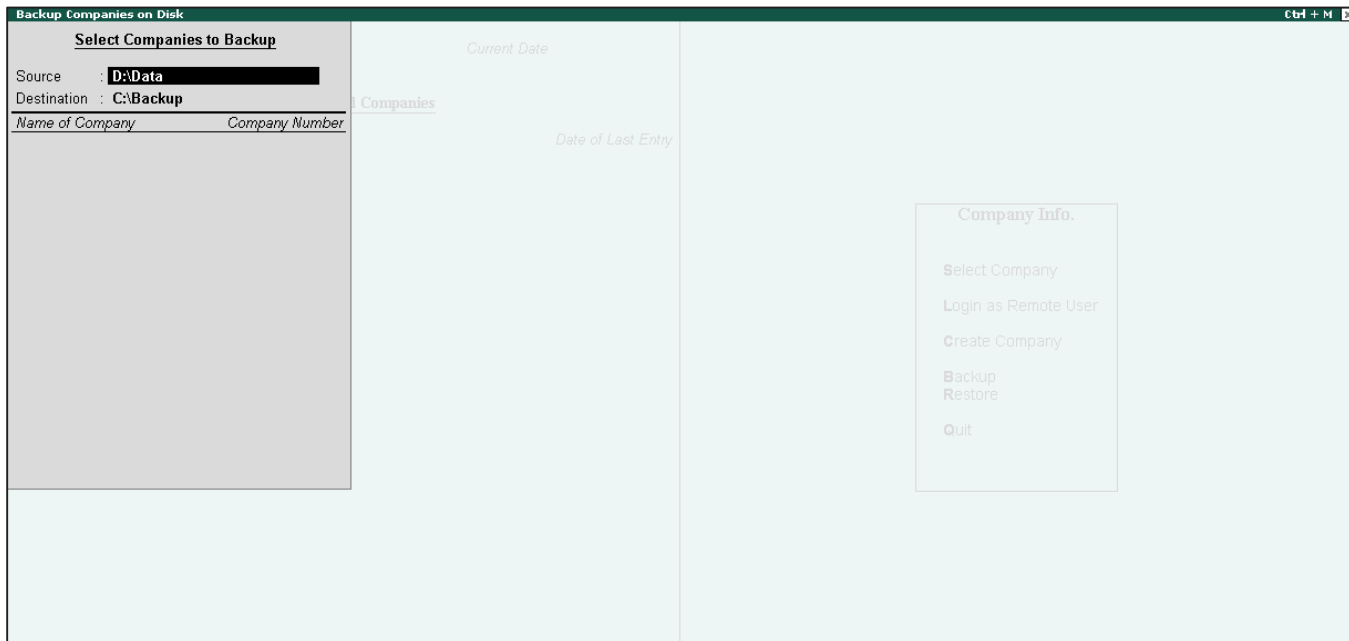 Backup Companies on Disk Ctrl + M
Select Companies to Backup
Source : D:\Data
Destination : C:\Backup
Name of Company Company Number
Current Date
Companies
Date of Last Entry
Company Info.
Select Company
Login as Remote User
Create Company
Backup
Restore
Quit